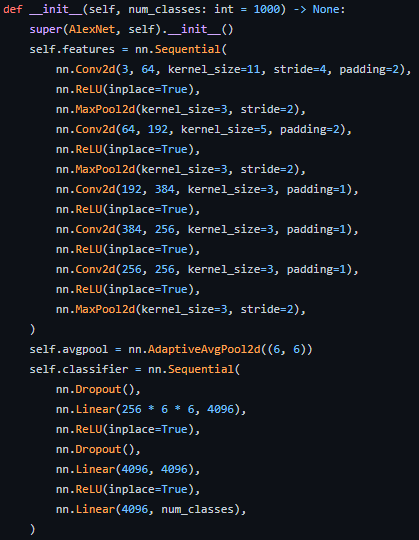 def __init__(self, num_classes: int = 1000) -> None:
    super(AlexNet, self).__init__()
    self.features = nn.Sequential(
        nn.Conv2d(3, 64, kernel_size=11, stride=4, padding=2),
        nn.ReLU(inplace=True),
        nn.MaxPool2d(kernel_size=3, stride=2),
        nn.Conv2d(64, 192, kernel_size=5, padding=2),
        nn.ReLU(inplace=True),
        nn.MaxPool2d(kernel_size=3, stride=2),
        nn.Conv2d(192, 384, kernel_size=3, padding=1),
        nn.ReLU(inplace=True),
        nn.Conv2d(384, 256, kernel_size=3, padding=1),
        nn.ReLU(inplace=True),
        nn.Conv2d(256, 256, kernel_size=3, padding=1),
        nn.ReLU(inplace=True),
        nn.MaxPool2d(kernel_size=3, stride=2),
    )
    self.avgpool = nn.AdaptiveAvgPool2d((6, 6))
    self.classifier = nn.Sequential(
        nn.Dropout(),
        nn.Linear(256 * 6 * 6, 4096),
        nn.ReLU(inplace=True),
        nn.Dropout(),
        nn.Linear(4096, 4096),
        nn.ReLU(inplace=True),
        nn.Linear(4096, num_classes),
    )